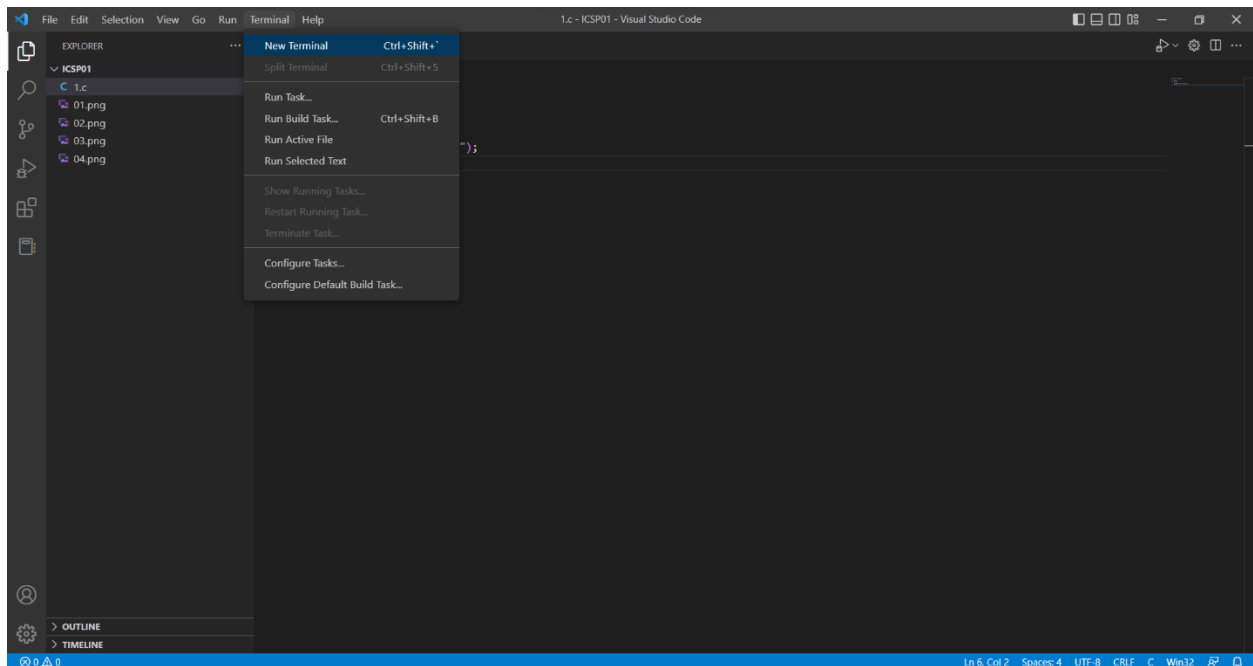 File Edit Selection View Go Run Terminal Help 1.c - ICSP01 - Visual Studio Code
EXPLORER ...
ICSP01
C 1.c
01.png
02.png
03.png
04.png
New Terminal Ctrl+Shift+`
Split Terminal Ctrl+Shift+5
Run Task...
Run Build Task... Ctrl+Shift+B
Run Active File
Run Selected Text
Show Running Tasks...
Restart Running Task...
Terminate Task...
Configure Tasks...
Configure Default Build Task...
");
OUTLINE
TIMELINE
0 0 Ln 6, Col 2 Spaces: 4 UTF-8 CRLF C Win32